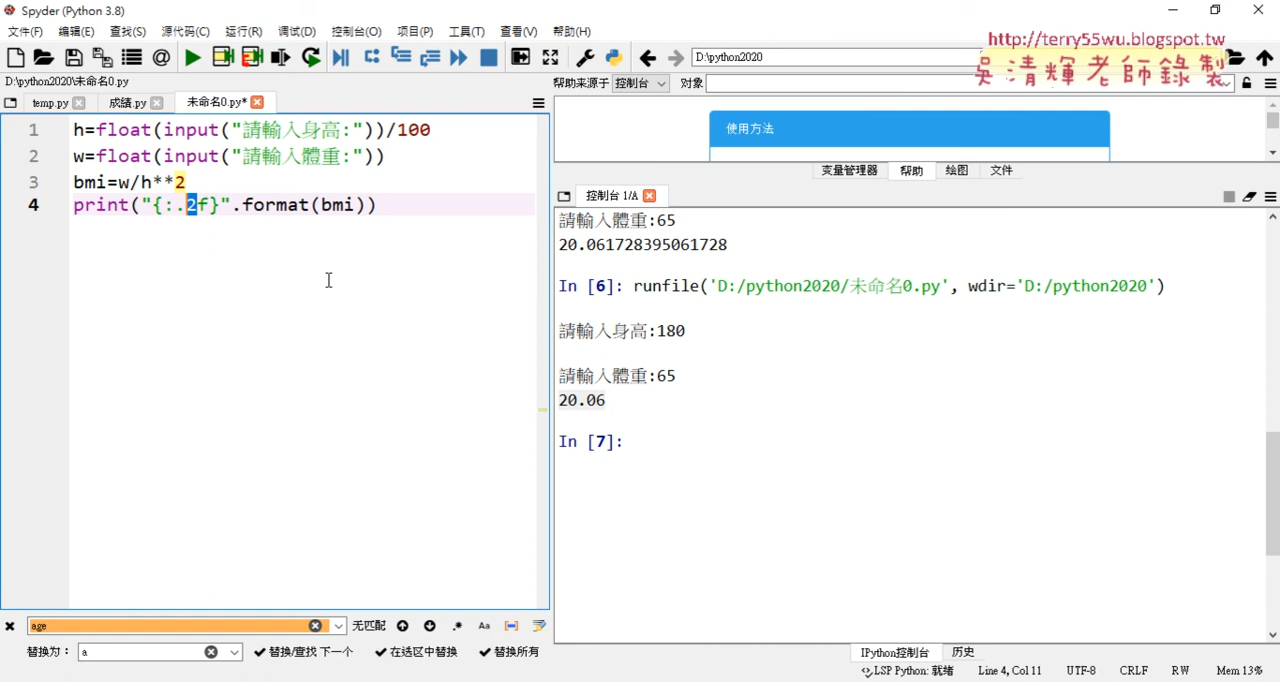 Spyder (Python 3.8)
http://terry55wu.blogspot.tw
吳清輝老師錄製
文件(F) 编辑(E) 查找(S) 源代码(C) 运行(R) 调试(D) 控制台(O) 项目(P) 工具(T) 查看(V) 帮助(H)
D:\python2020
D:\python2020\未命名0.py
帮助来源于 控制台 对象
temp.py 成績.py 未命名0.py*
使用方法
变量管理器 帮助 绘图 文件
1 h=float(input("請輸入身高:"))/100
2 w=float(input("請輸入體重:"))
3 bmi=w/h**2
4 print("{:.2f}".format(bmi))
控制台 1/A
請輸入體重:65
20.061728395061728
In [6]: runfile('D:/python2020/未命名0.py', wdir='D:/python2020')
請輸入身高:180
請輸入體重:65
20.06
In [7]:
age 无匹配 .* Aa
替换为: a 替换/查找 下一个 在选区中替换 替换所有
IPython控制台 历史
LSP Python: 就绪 Line 4, Col 11 UTF-8 CRLF RW Mem 13%